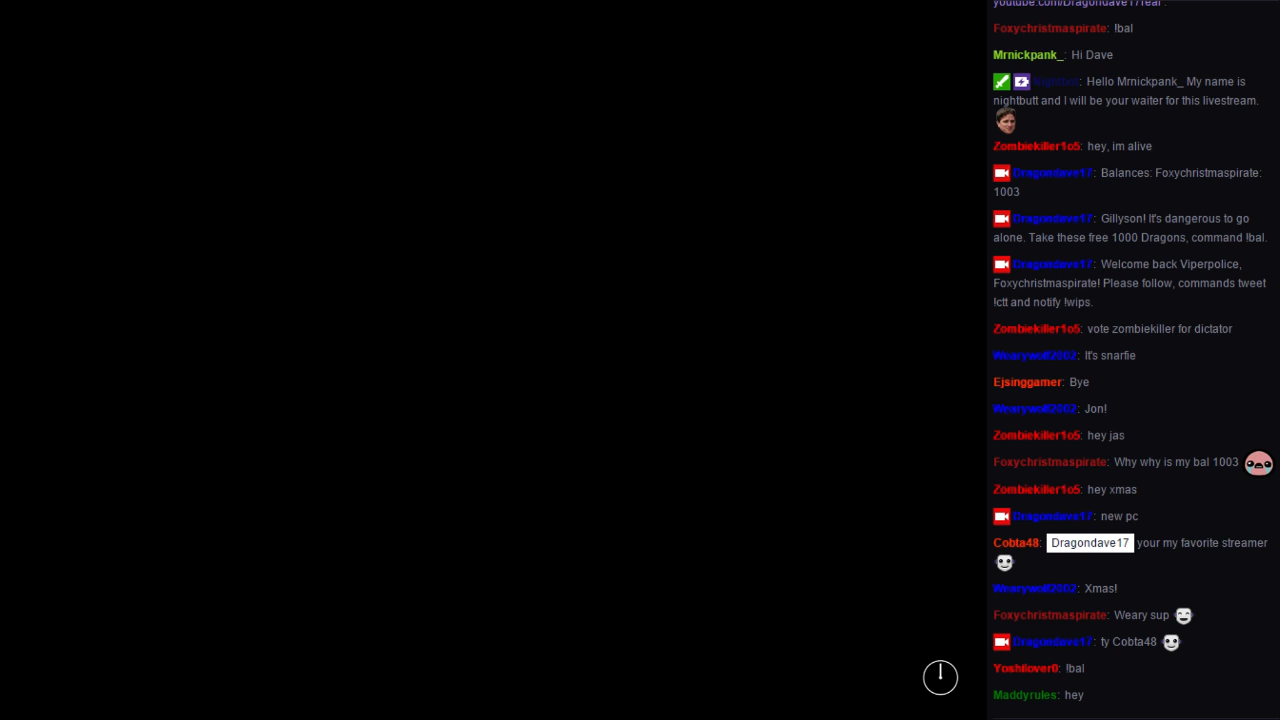 youtube.com/Dragondave17real .
Foxychristmaspirate: !bal
Mrnickpank_: Hi Dave
: Hello Mrnickpank_ My name is
nightbutt and I will be your waiter for this livestream.
Zombiekiller1o5: hey, im alive
Dragondave17: Balances: Foxychristmaspirate:
1003
Dragondave17: Gillyson! It's dangerous to go
alone. Take these free 1000 Dragons, command !bal.
Dragondave17: Welcome back Viperpolice,
Foxychristmaspirate! Please follow, commands tweet
!ctt and notify !wips.
Zombiekiller1o5: vote zombiekiller for dictator
Wearywolf2002: It's snarfie
Ejsinggamer: Bye
Wearywolf2002: Jon!
Zombiekiller1o5: hey jas
Foxychristmaspirate: Why why is my bal 1003
Zombiekiller1o5: hey xmas
Dragondave17: new pc
Cobta48: Dragondave17 your my favorite streamer
Wearywolf2002: Xmas!
Foxychristmaspirate: Weary sup
Dragondave17: ty Cobta48
Yoshilover0: !bal
Maddyrules: hey